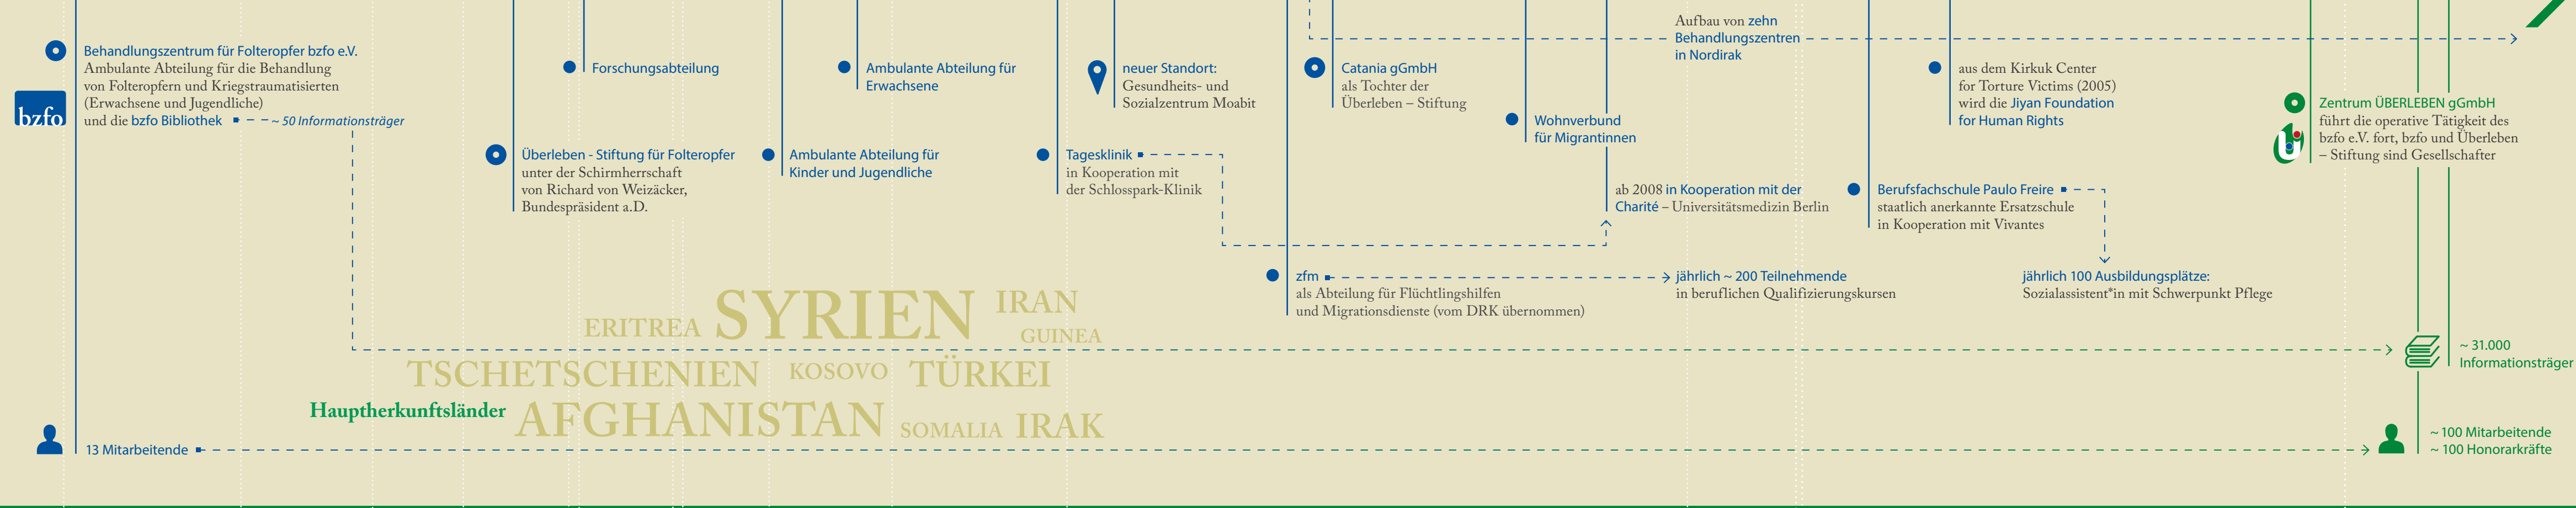 Behandlungszentrum für Folteropfer bzfo e.V.
Ambulante Abteilung für die Behandlung
von Folteropfern und Kriegstraumatisierten
(Erwachsene und Jugendliche)
und die bzfo Bibliothek
~ 50 Informationsträger
bzfo
Überleben - Stiftung für Folteropfer
unter der Schirmherrschaft
von Richard von Weizäcker,
Bundespräsident a.D.
Forschungsabteilung
Ambulante Abteilung für
Kinder und Jugendliche
Ambulante Abteilung für
Erwachsene
Tagesklinik
in Kooperation mit
der Schlosspark-Klinik
neuer Standort:
Gesundheits- und
Sozialzentrum Moabit
zfm
als Abteilung für Flüchtlingshilfen
und Migrationsdienste (vom DRK übernommen)
Catania gGmbH
als Tochter der
Überleben – Stiftung
Aufbau von zehn
Behandlungszentren
in Nordirak
Wohnverbund
für Migrantinnen
ab 2008 in Kooperation mit der
Charité – Universitätsmedizin Berlin
jährlich ~ 200 Teilnehmende
in beruflichen Qualifizierungskursen
Berufsfachschule Paulo Freire
staatlich anerkannte Ersatzschule
in Kooperation mit Vivantes
aus dem Kirkuk Center
for Torture Victims (2005)
wird die Jiyan Foundation
for Human Rights
jährlich 100 Ausbildungsplätze:
Sozialassistent*in mit Schwerpunkt Pflege
Zentrum ÜBERLEBEN gGmbH
führt die operative Tätigkeit des
bzfo e.V. fort, bzfo und Überleben
– Stiftung sind Gesellschafter
ü
~ 31.000
Informationsträger
ERITREA SYRIEN IRAN
GUINEA
TSCHETSCHENIEN KOSOVO TÜRKEI
Hauptherkunftsländer AFGHANISTAN SOMALIA IRAK
13 Mitarbeitende
~ 100 Mitarbeitende
~ 100 Honorarkräfte